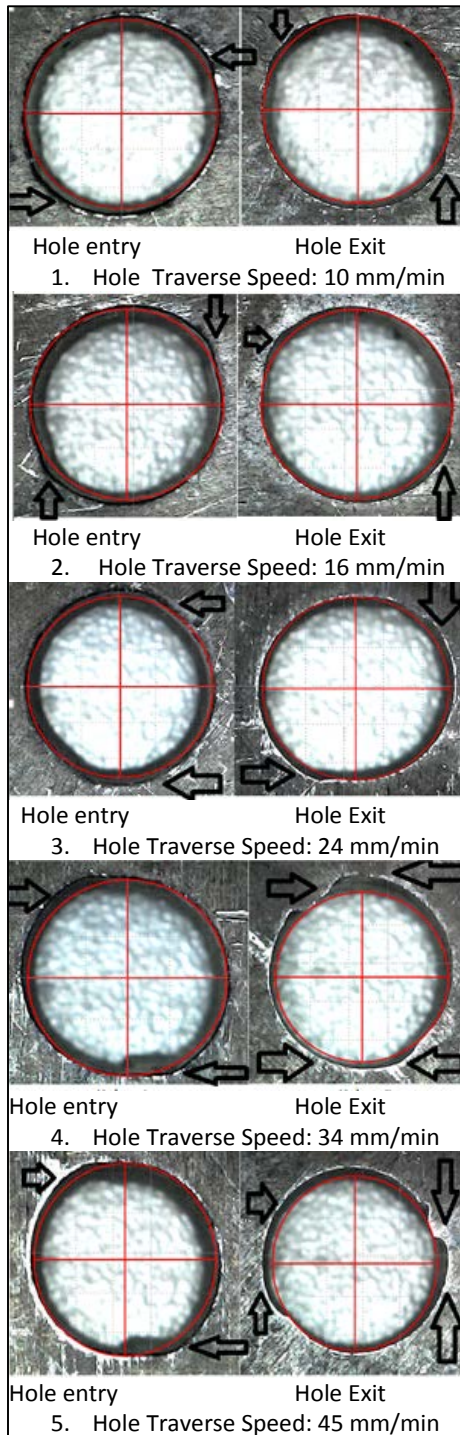 Hole entry Hole Exit
1. Hole Traverse Speed: 10 mm/min
Hole entry Hole Exit
2. Hole Traverse Speed: 16 mm/min
Hole entry Hole Exit
3. Hole Traverse Speed: 24 mm/min
Hole entry Hole Exit
4. Hole Traverse Speed: 34 mm/min
Hole entry Hole Exit
5. Hole Traverse Speed: 45 mm/min